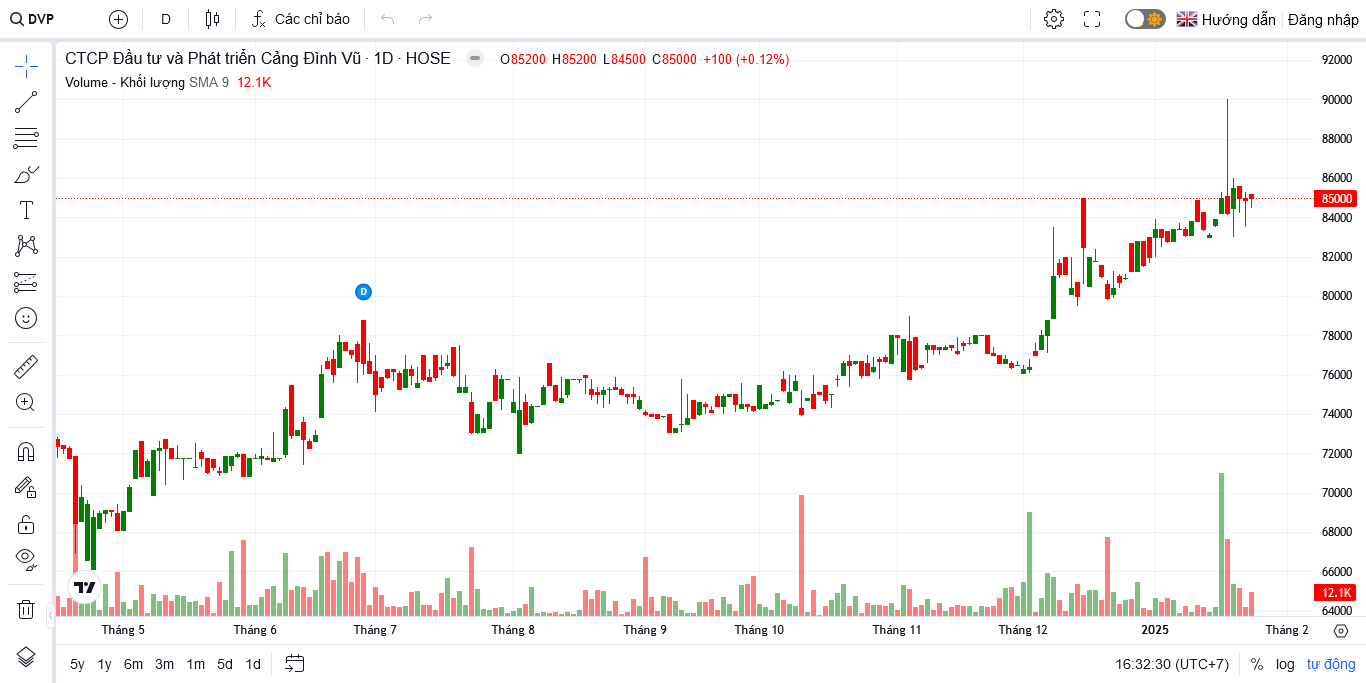 DVP D Các chỉ báo Hướng dẫn Đăng nhập
CTCP Đầu tư và Phát triển Cảng Đình Vũ · 1D · HOSE O85200 H85200 L84500 C85000 +100 (+0.12%)
Volume - Khối lượng SMA 9 12.1K
92000
90000
88000
86000
85000
84000
82000
80000
D
78000
76000
74000
72000
70000
68000
66000
12.1K
64000
Tháng 5 Tháng 6 Tháng 7 Tháng 8 Tháng 9 Tháng 10 Tháng 11 Tháng 12 2025 Tháng 2
5y 1y 6m 3m 1m 5d 1d 16:32:30 (UTC+7) % log tự động